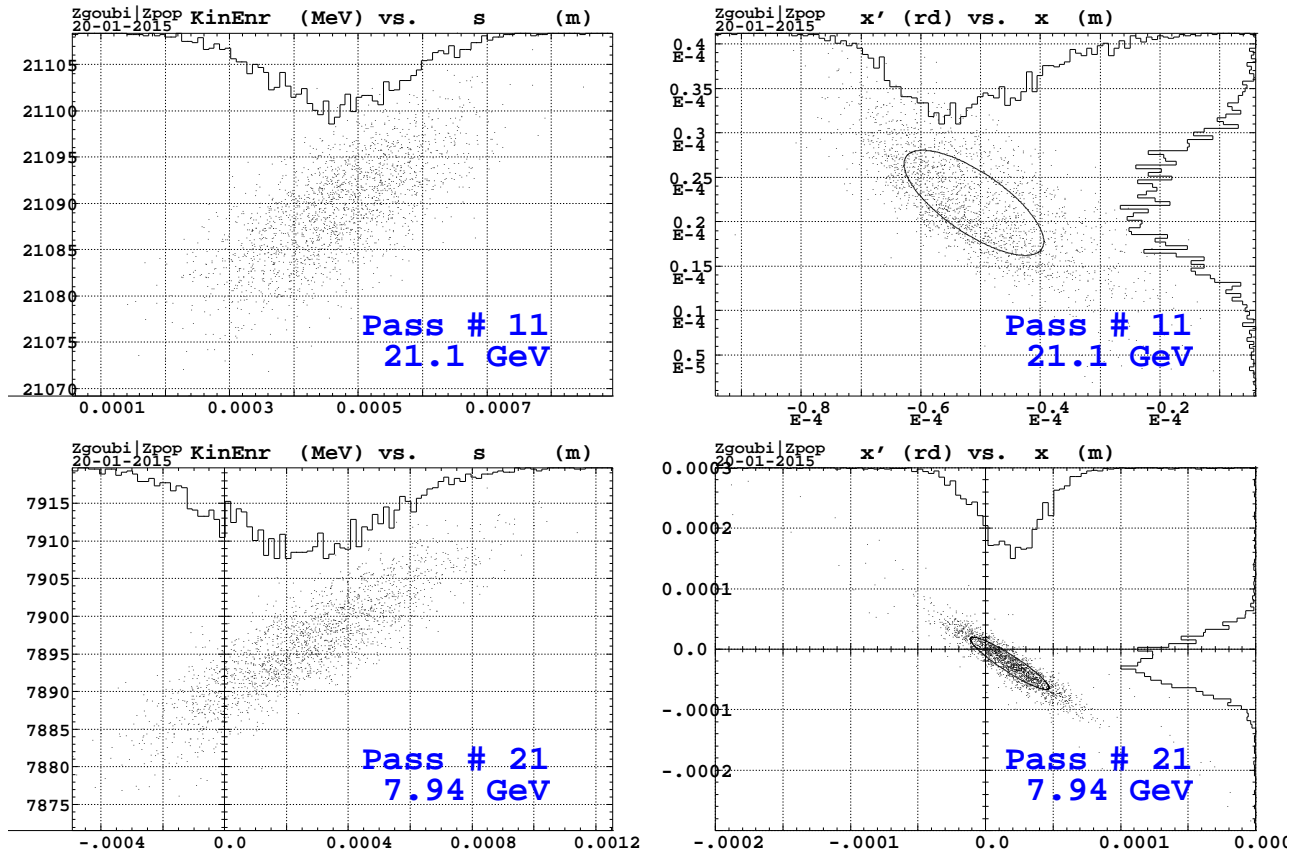 Zgoubi|Zpop
20-01-2015
KinEnr (MeV) vs. s (m)
21105
21100
21095
21090
21085
21080
21075
21070
0.0001 0.0003 0.0005 0.0007
Pass # 11
21.1 GeV
Zgoubi|Zpop
20-01-2015
x' (rd) vs. x (m)
0.4
E-4
0.35
E-4
0.3
E-4
0.25
E-4
0.2
E-4
0.15
E-4
0.1
E-4
0.5
E-5
-0.8 -0.6 -0.4 -0.2
E-4 E-4 E-4 E-4
Pass # 11
21.1 GeV
Zgoubi|Zpop
20-01-2015
KinEnr (MeV) vs. s (m)
7915
7910
7905
7900
7895
7890
7885
7880
7875
-.0004 0.0 0.0004 0.0008 0.0012
Pass # 21
7.94 GeV
Zgoubi|Zpop
20-01-2015
x' (rd) vs. x (m)
0.0003
0.0002
0.0001
0.0
-.0001
-.0002
-.0002 -.0001 0.0 0.0001
Pass # 21
7.94 GeV